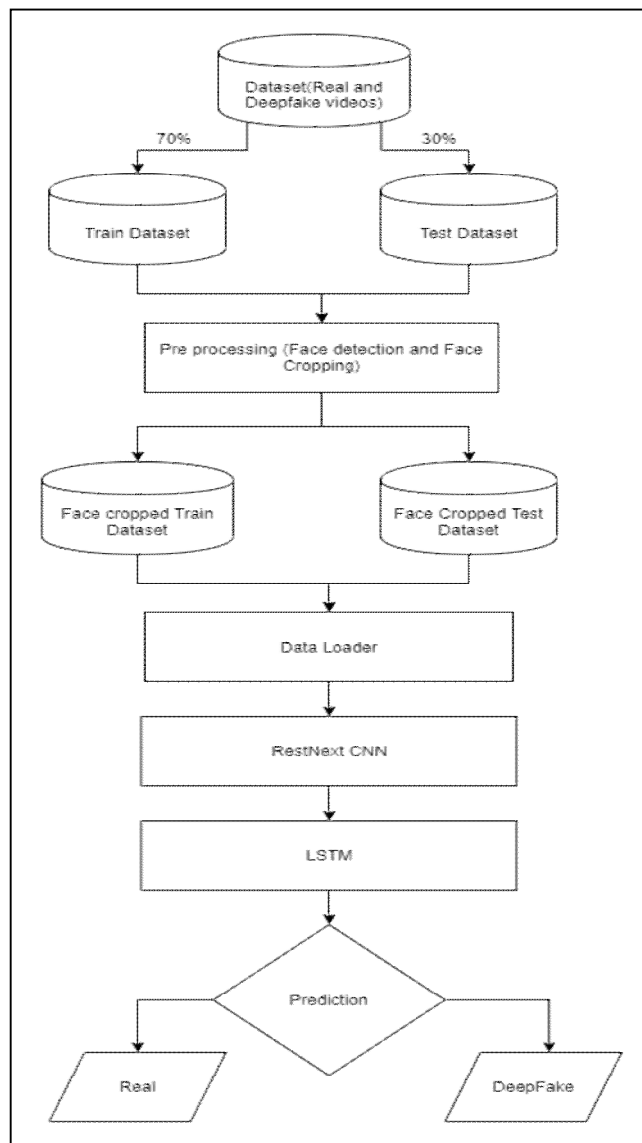 Dataset(Real and
Deepfake videos)
70%
30%
Train Dataset
Test Dataset
Pre processing (Face detection and Face
Cropping)
Face cropped Train
Dataset
Face Cropped Test
Dataset
Data Loader
RestNext CNN
LSTM
Prediction
Real
DeepFake